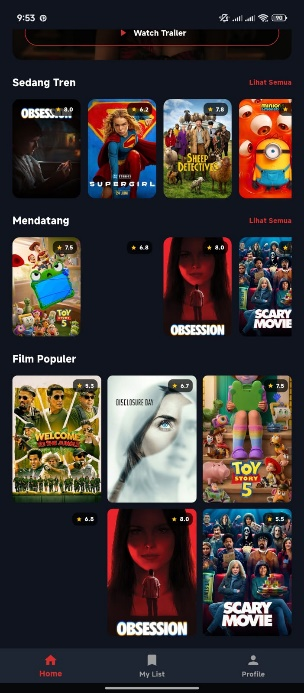 9:53
Watch Trailer
Sedang Tren
Lihat Semua
OBSESSION
8.0
6.2
SUPERGIRL
7.8
THE SHEEP DETECTIVES
Mendatang
Lihat Semua
7.5
TOY STORY 5
6.8
8.0
OBSESSION
SCARY MOVIE
Film Populer
5.3
WELCOME TO THE JUNGLE
6.7
DISCLOSURE DAY
7.5
TOY STORY 5
6.8
8.0
OBSESSION
5.5
SCARY MOVIE
Home
My List
Profile